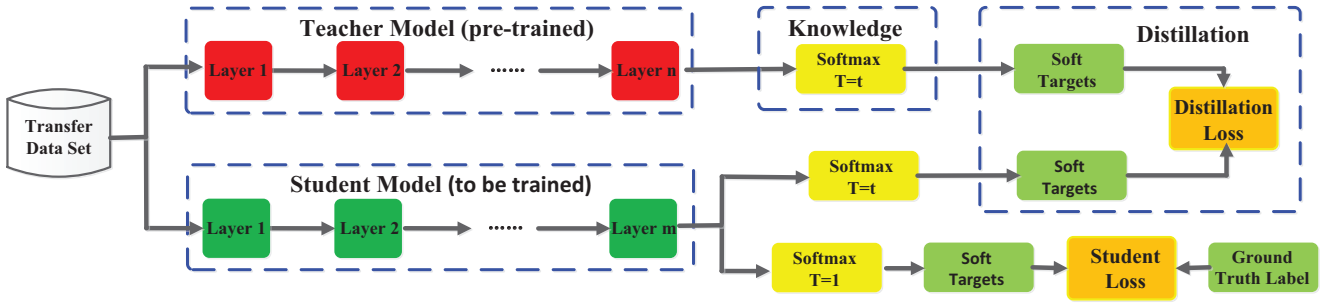 Teacher Model (pre-trained)
Knowledge
Distillation
Layer 1
Layer 2
......
Layer n
Softmax
T=t
Soft
Targets
Transfer
Data Set
Distillation
Loss
Student Model (to be trained)
Softmax
T=t
Soft
Targets
Layer 1
Layer 2
......
Layer m
Softmax
T=1
Soft
Targets
Student
Loss
Ground
Truth Label